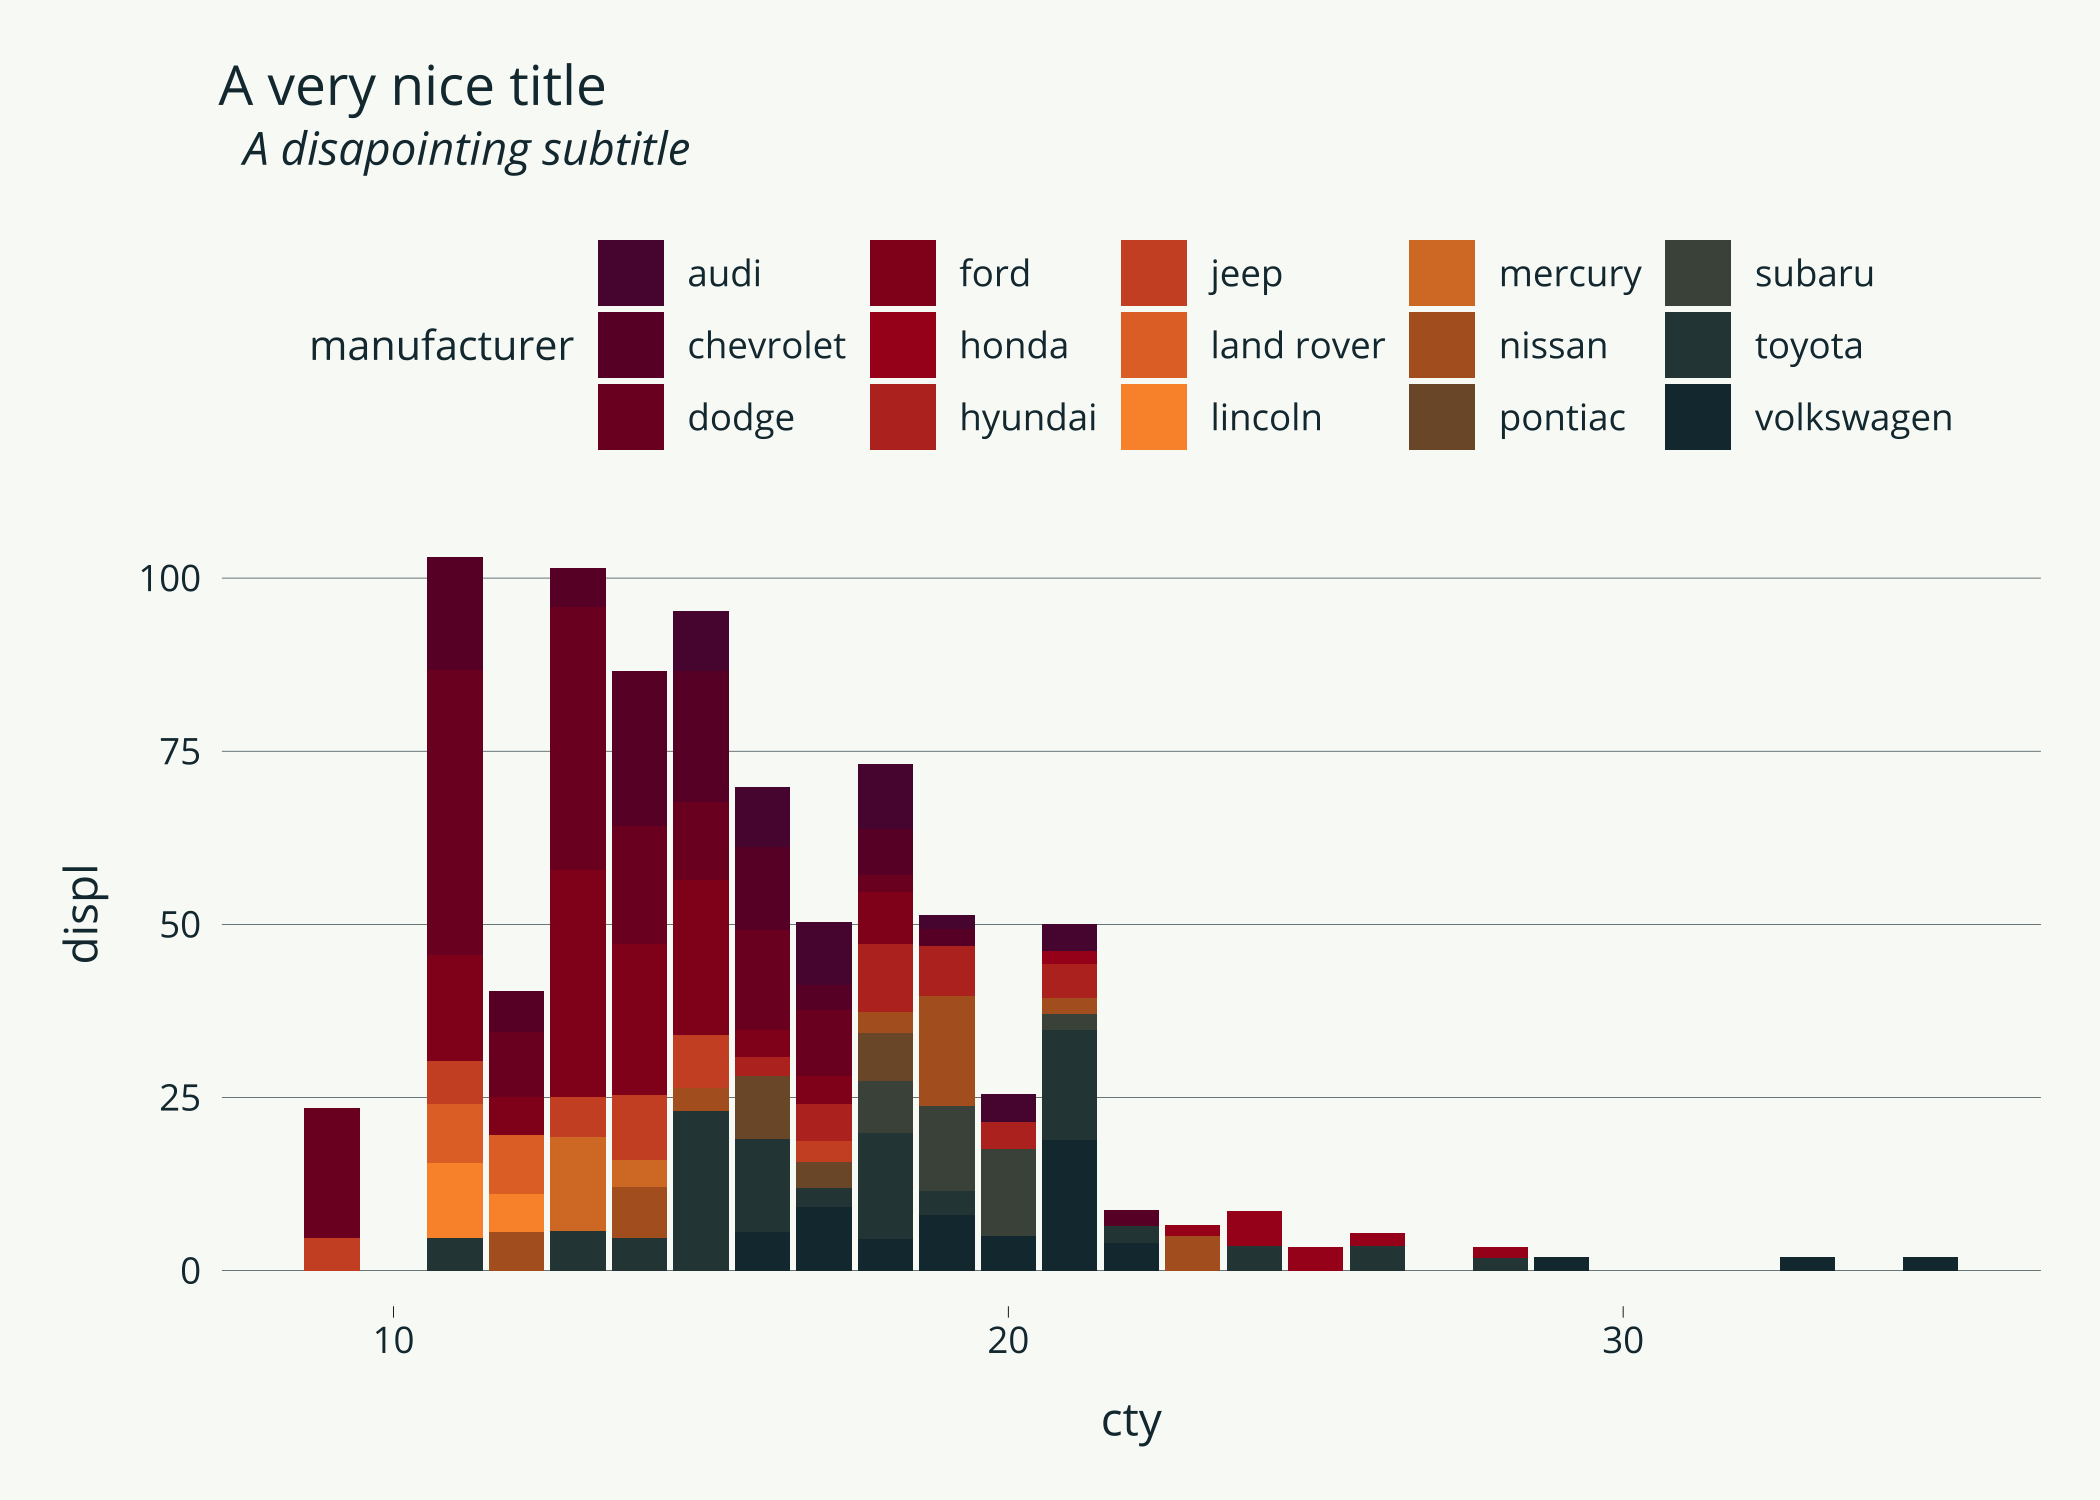 A very nice title
A disapointing subtitle
manufacturer
audi
chevrolet
dodge
ford
honda
hyundai
jeep
land rover
lincoln
mercury
nissan
pontiac
subaru
toyota
volkswagen
100
75
50
25
0
displ
10 20 30
cty